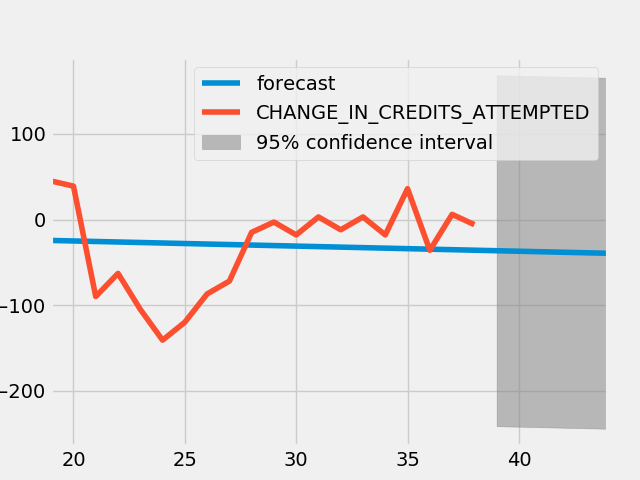 forecast
CHANGE_IN_CREDITS_ATTEMPTED
95% confidence interval
100
0
−100
−200
20 25 30 35 40